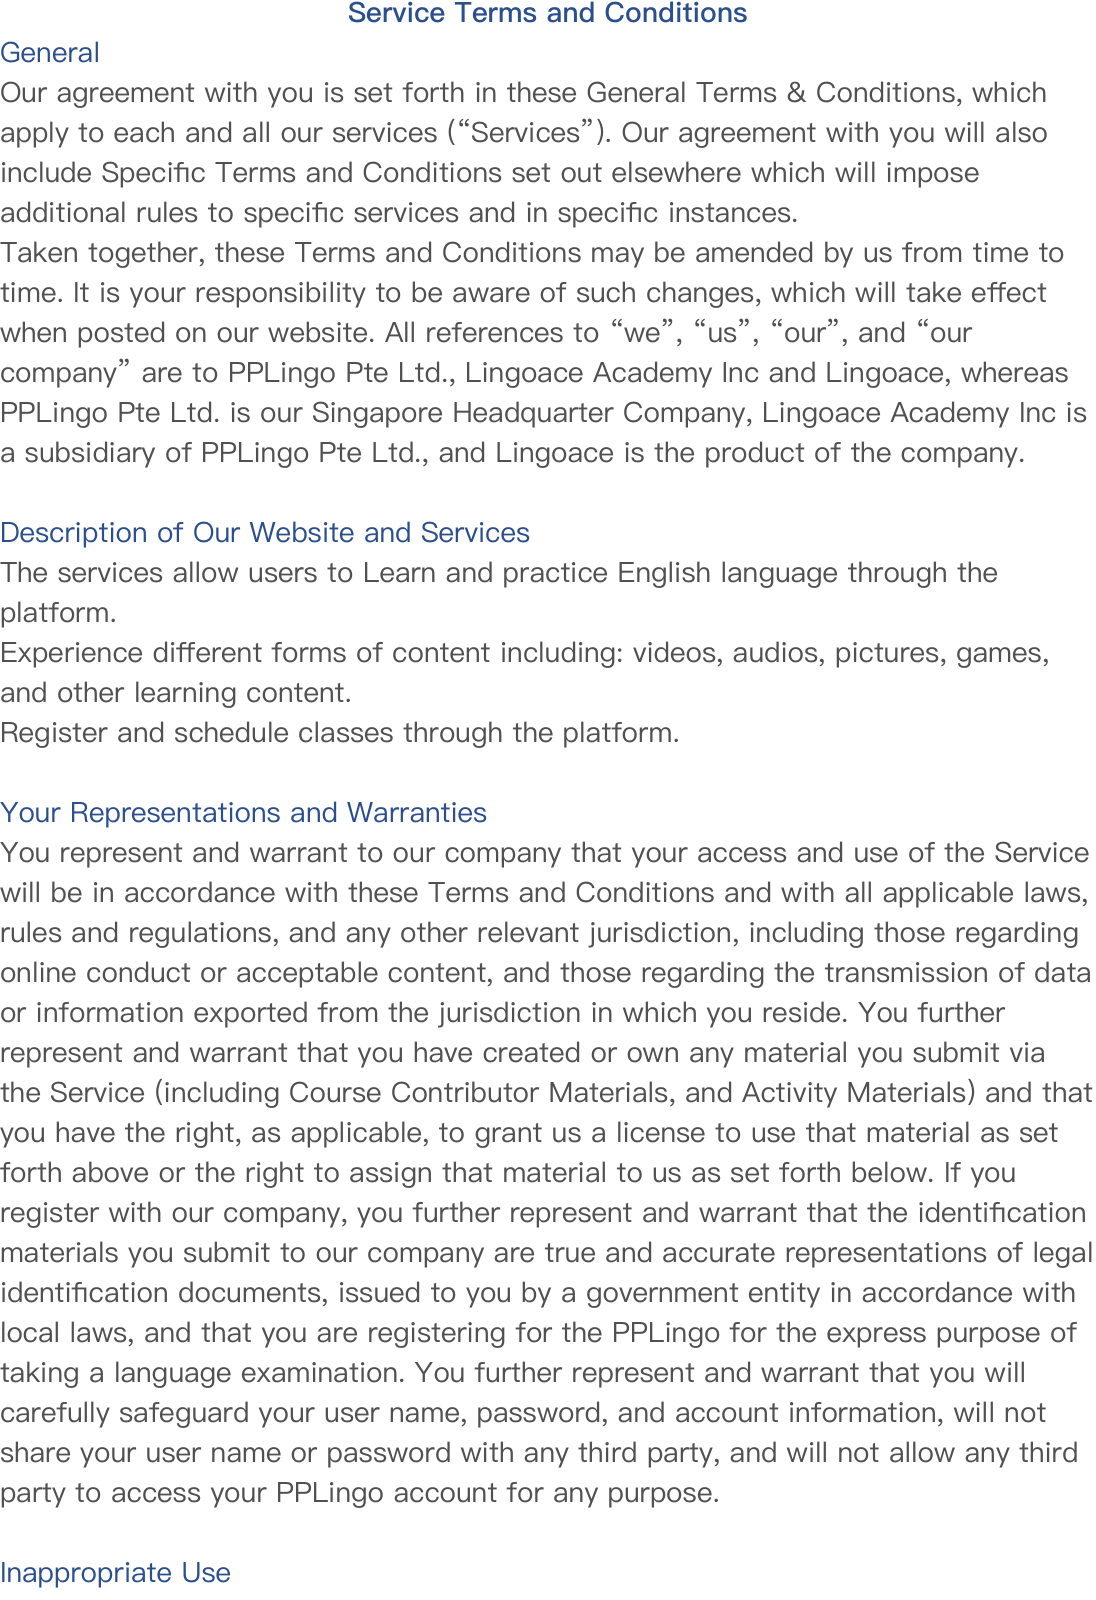 Service Terms and Conditions
General
Our agreement with you is set forth in these General Terms & Conditions, which
apply to each and all our services (“Services”). Our agreement with you will also
include Specific Terms and Conditions set out elsewhere which will impose
additional rules to specific services and in specific instances.
Taken together, these Terms and Conditions may be amended by us from time to
time. It is your responsibility to be aware of such changes, which will take effect
when posted on our website. All references to “we”, “us”, “our”, and “our
company” are to PPLingo Pte Ltd., Lingoace Academy Inc and Lingoace, whereas
PPLingo Pte Ltd. is our Singapore Headquarter Company, Lingoace Academy Inc is
a subsidiary of PPLingo Pte Ltd., and Lingoace is the product of the company.
Description of Our Website and Services
The services allow users to Learn and practice English language through the
platform.
Experience different forms of content including: videos, audios, pictures, games,
and other learning content.
Register and schedule classes through the platform.
Your Representations and Warranties
You represent and warrant to our company that your access and use of the Service
will be in accordance with these Terms and Conditions and with all applicable laws,
rules and regulations, and any other relevant jurisdiction, including those regarding
online conduct or acceptable content, and those regarding the transmission of data
or information exported from the jurisdiction in which you reside. You further
represent and warrant that you have created or own any material you submit via
the Service (including Course Contributor Materials, and Activity Materials) and that
you have the right, as applicable, to grant us a license to use that material as set
forth above or the right to assign that material to us as set forth below. If you
register with our company, you further represent and warrant that the identification
materials you submit to our company are true and accurate representations of legal
identification documents, issued to you by a government entity in accordance with
local laws, and that you are registering for the PPLingo for the express purpose of
taking a language examination. You further represent and warrant that you will
carefully safeguard your user name, password, and account information, will not
share your user name or password with any third party, and will not allow any third
party to access your PPLingo account for any purpose.
Inappropriate Use